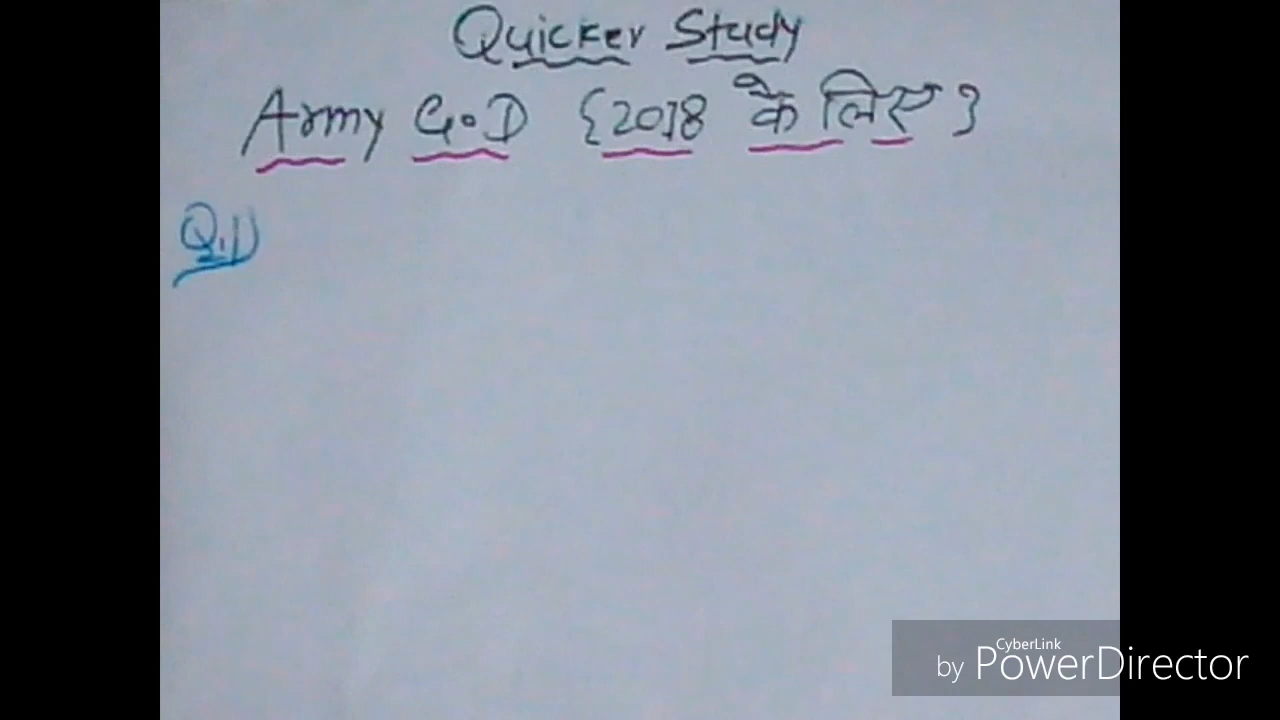 Quicker Study
Army G.D {2018 के लिए}
Q.1)
CyberLink
by PowerDirector